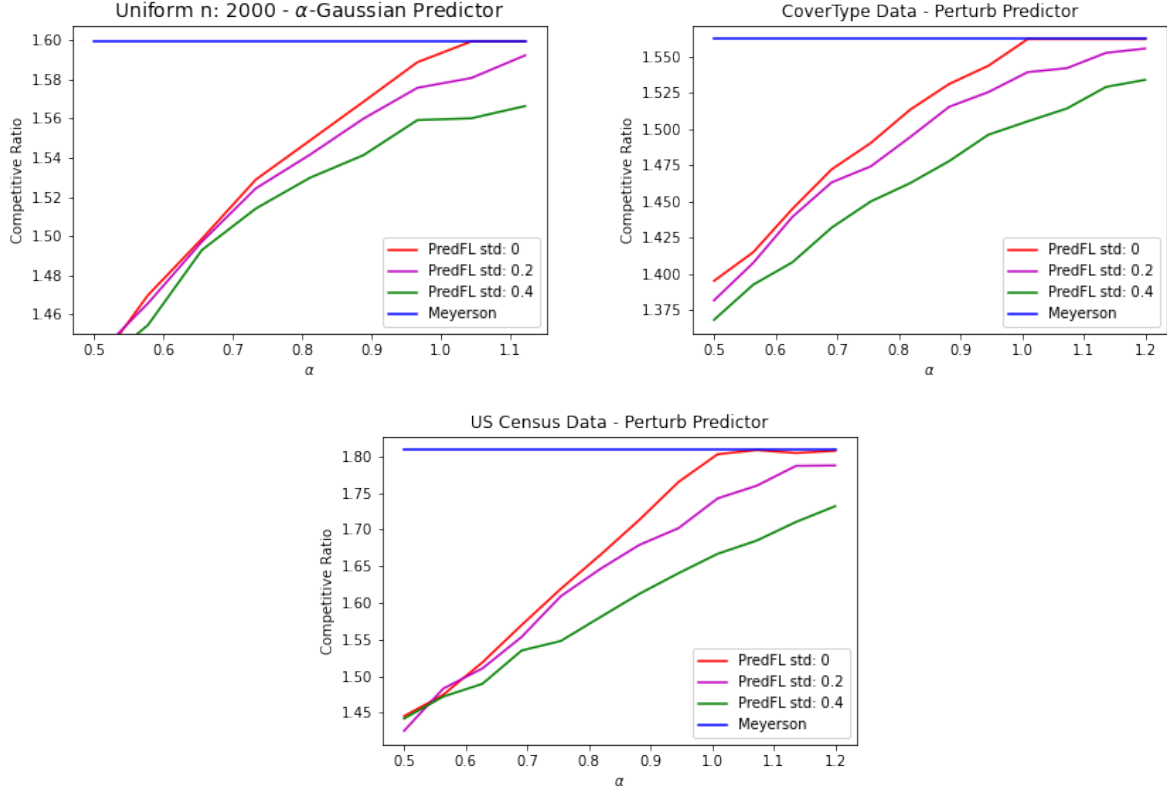 Uniform n: 2000 - α-Gaussian Predictor
1.60
1.58
1.56
1.54
1.52
1.50
1.48
1.46
Competitive Ratio
PredFL std: 0
PredFL std: 0.2
PredFL std: 0.4
Meyerson
0.5 0.6 0.7 0.8 0.9 1.0 1.1
α
CoverType Data - Perturb Predictor
1.550
1.525
1.500
1.475
1.450
1.425
1.400
1.375
Competitive Ratio
PredFL std: 0
PredFL std: 0.2
PredFL std: 0.4
Meyerson
0.5 0.6 0.7 0.8 0.9 1.0 1.1 1.2
α
US Census Data - Perturb Predictor
1.80
1.75
1.70
1.65
1.60
1.55
1.50
1.45
Competitive Ratio
PredFL std: 0
PredFL std: 0.2
PredFL std: 0.4
Meyerson
0.5 0.6 0.7 0.8 0.9 1.0 1.1 1.2
α